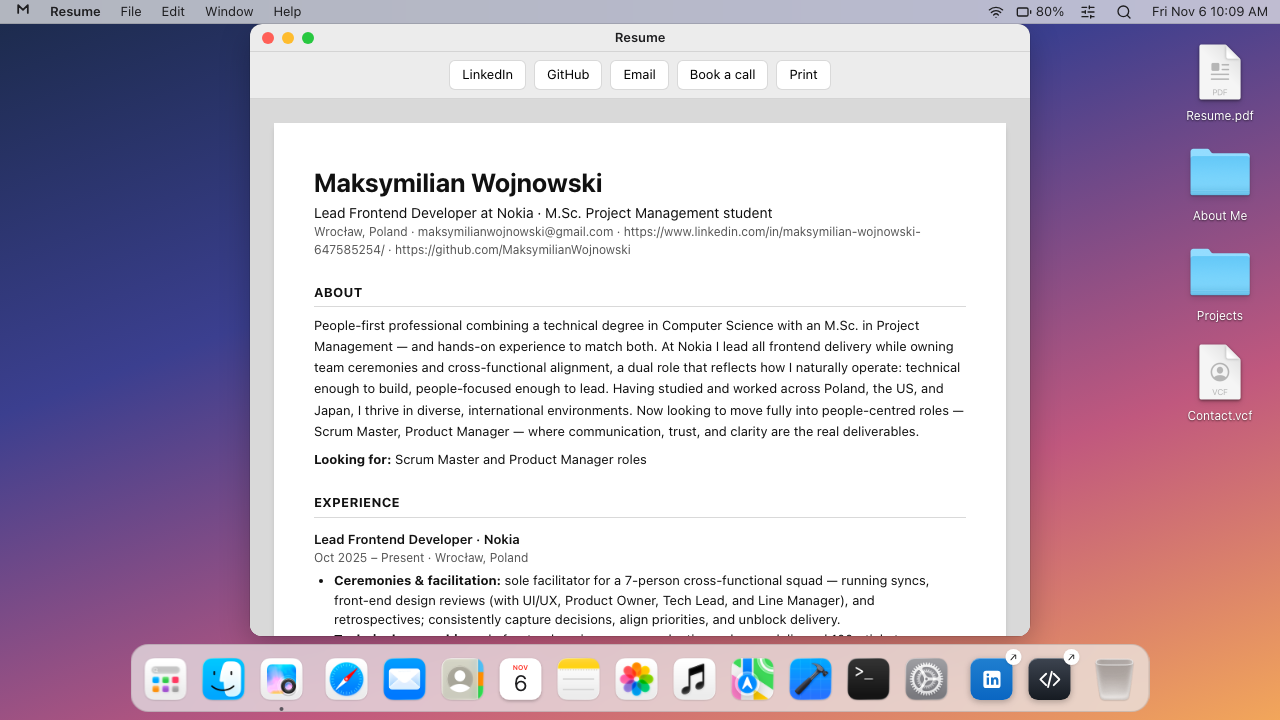 Resume File Edit Window Help
80% Fri Nov 6 10:09 AM
Resume
LinkedIn GitHub Email Book a call Print
Maksymilian Wojnowski
Lead Frontend Developer at Nokia · M.Sc. Project Management student
Wrocław, Poland · maksymilianwojnowski@gmail.com · https://www.linkedin.com/in/maksymilian-wojnowski-
647585254/ · https://github.com/MaksymilianWojnowski
ABOUT
People-first professional combining a technical degree in Computer Science with an M.Sc. in Project
Management — and hands-on experience to match both. At Nokia I lead all frontend delivery while owning
team ceremonies and cross-functional alignment, a dual role that reflects how I naturally operate: technical
enough to build, people-focused enough to lead. Having studied and worked across Poland, the US, and
Japan, I thrive in diverse, international environments. Now looking to move fully into people-centred roles —
Scrum Master, Product Manager — where communication, trust, and clarity are the real deliverables.
Looking for: Scrum Master and Product Manager roles
EXPERIENCE
Lead Frontend Developer · Nokia
Oct 2025 – Present · Wrocław, Poland
• Ceremonies & facilitation: sole facilitator for a 7-person cross-functional squad — running syncs,
front-end design reviews (with UI/UX, Product Owner, Tech Lead, and Line Manager), and
retrospectives; consistently capture decisions, align priorities, and unblock delivery.
PDF
Resume.pdf
About Me
Projects
VCF
Contact.vcf
NOV
6
>_
in
</>